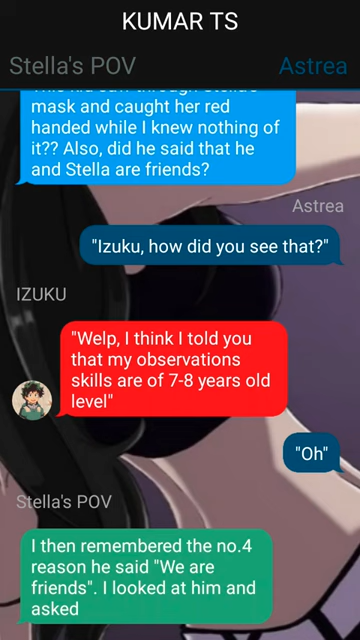 KUMAR TS
Stella's POV
Astrea
mask and caught her red
handed while I knew nothing of
it?? Also, did he said that he
and Stella are friends?
Astrea
"Izuku, how did you see that?"
IZUKU
"Welp, I think I told you
that my observations
skills are of 7-8 years old
level"
"Oh"
Stella's POV
I then remembered the no.4
reason he said "We are
friends". I looked at him and
asked